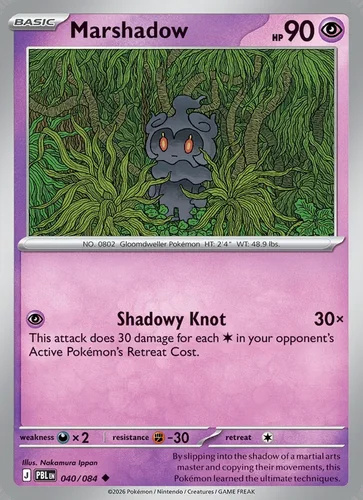 BASIC
Marshadow
HP 90
NO. 0802 Gloomdweller Pokémon HT: 2'4" WT: 48.9 lbs.
Shadowy Knot 30×
This attack does 30 damage for each in your opponent's
Active Pokémon's Retreat Cost.
weakness ×2 resistance -30 retreat
Illus. Nakamura Ippan
J PBL EN 040/084
By slipping into the shadow of a martial arts
master and copying their movements, this
Pokémon learned the ultimate techniques.
©2026 Pokémon / Nintendo / Creatures / GAME FREAK